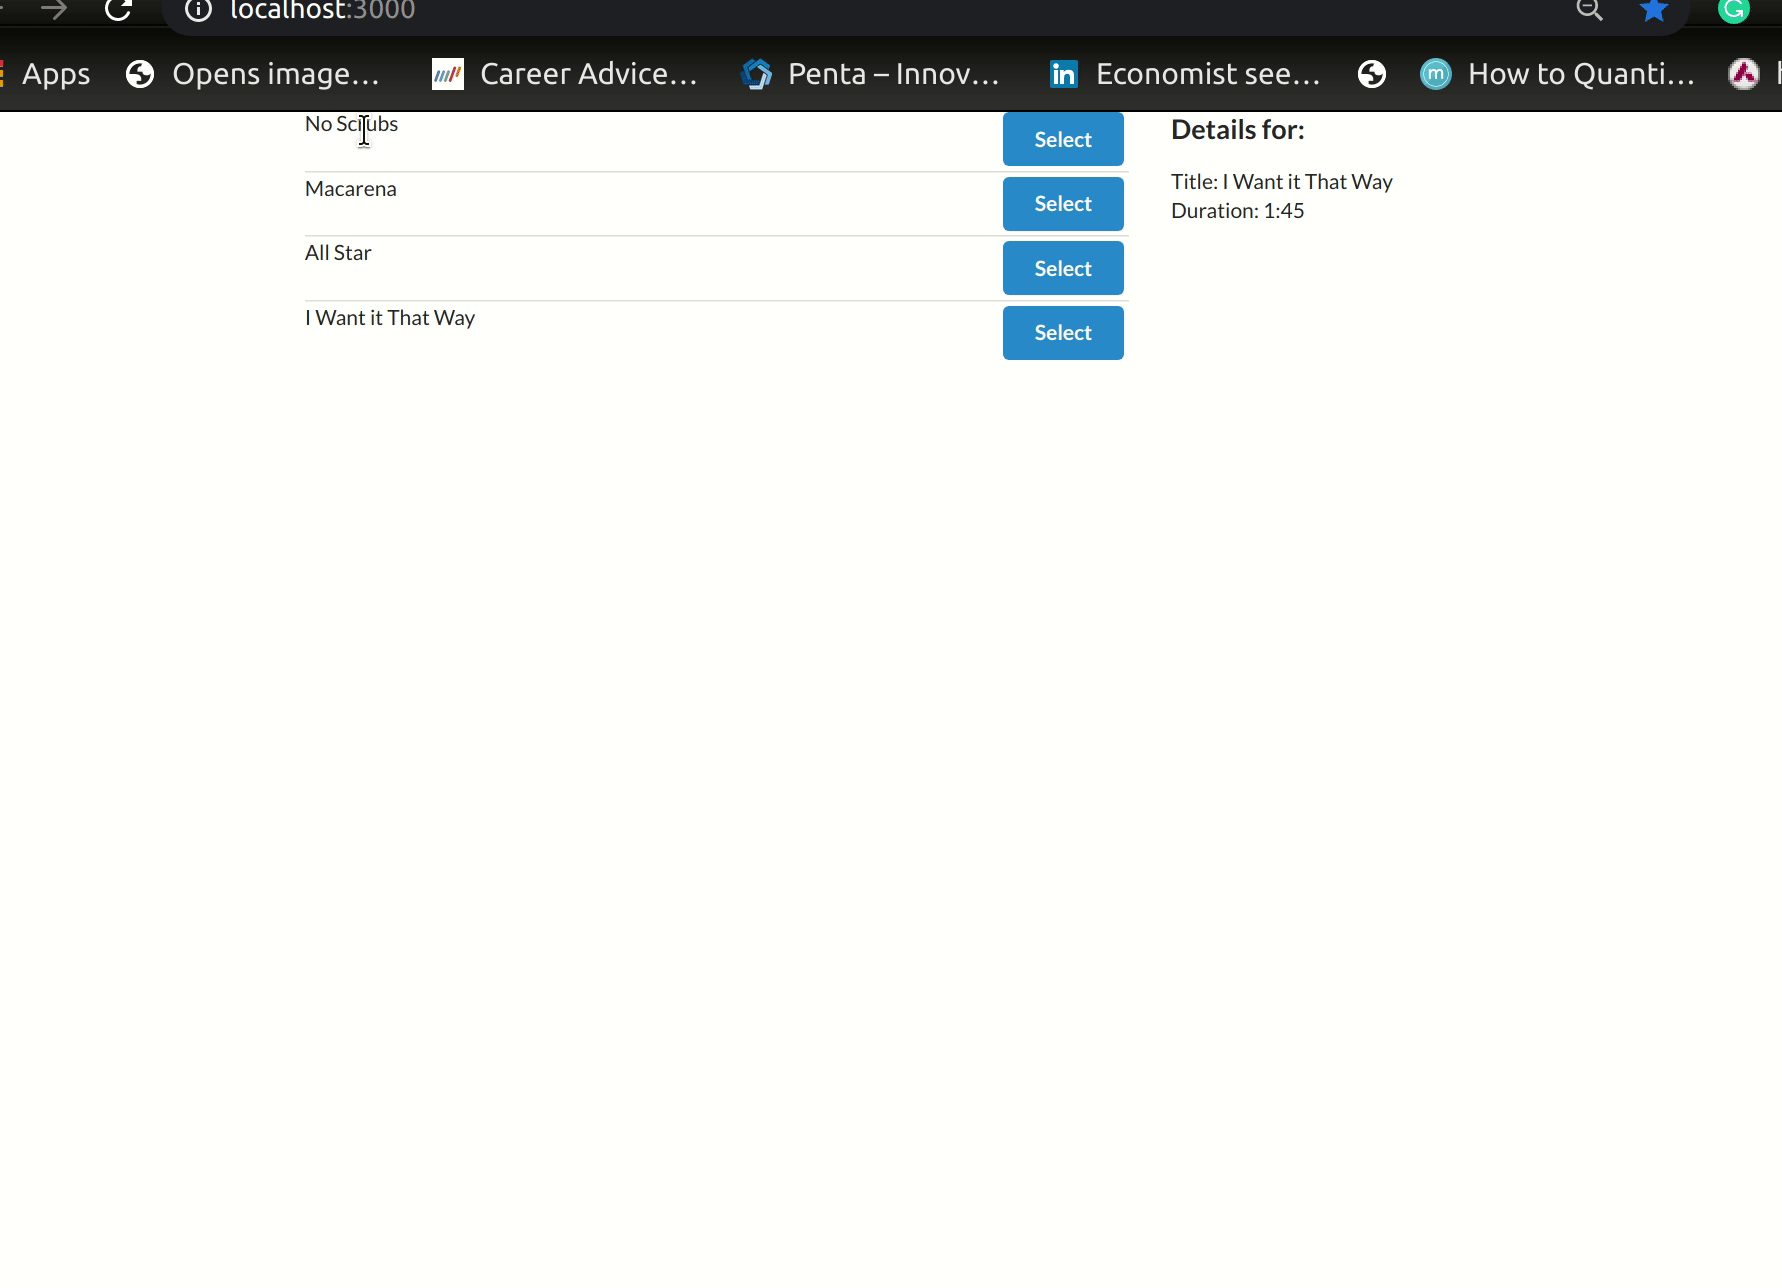 localhost:3000
Apps Opens image... Career Advice... Penta – Innov... Economist see... How to Quanti...
No Scrubs Select
Macarena Select
All Star Select
I Want it That Way Select
Details for:
Title: I Want it That Way
Duration: 1:45